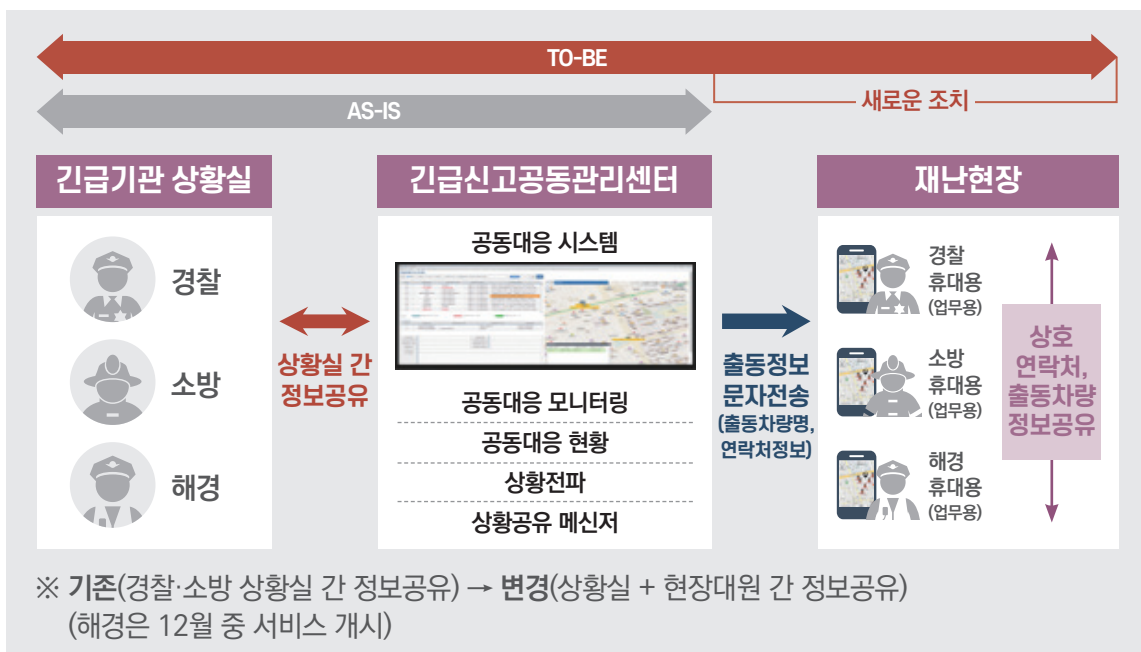 TO-BE
새로운 조치
AS-IS
긴급기관 상황실
경찰
소방
해경
상황실 간
정보공유
긴급신고공동관리센터
공동대응 시스템
공동대응 모니터링
공동대응 현황
상황전파
상황공유 메신저
출동정보
문자전송
(출동차량명,
연락처정보)
재난현장
경찰
휴대용
(업무용)
소방
휴대용
(업무용)
해경
휴대용
(업무용)
상호
연락처,
출동차량
정보공유
※ 기존(경찰·소방 상황실 간 정보공유) → 변경(상황실 + 현장대원 간 정보공유)
(해경은 12월 중 서비스 개시)